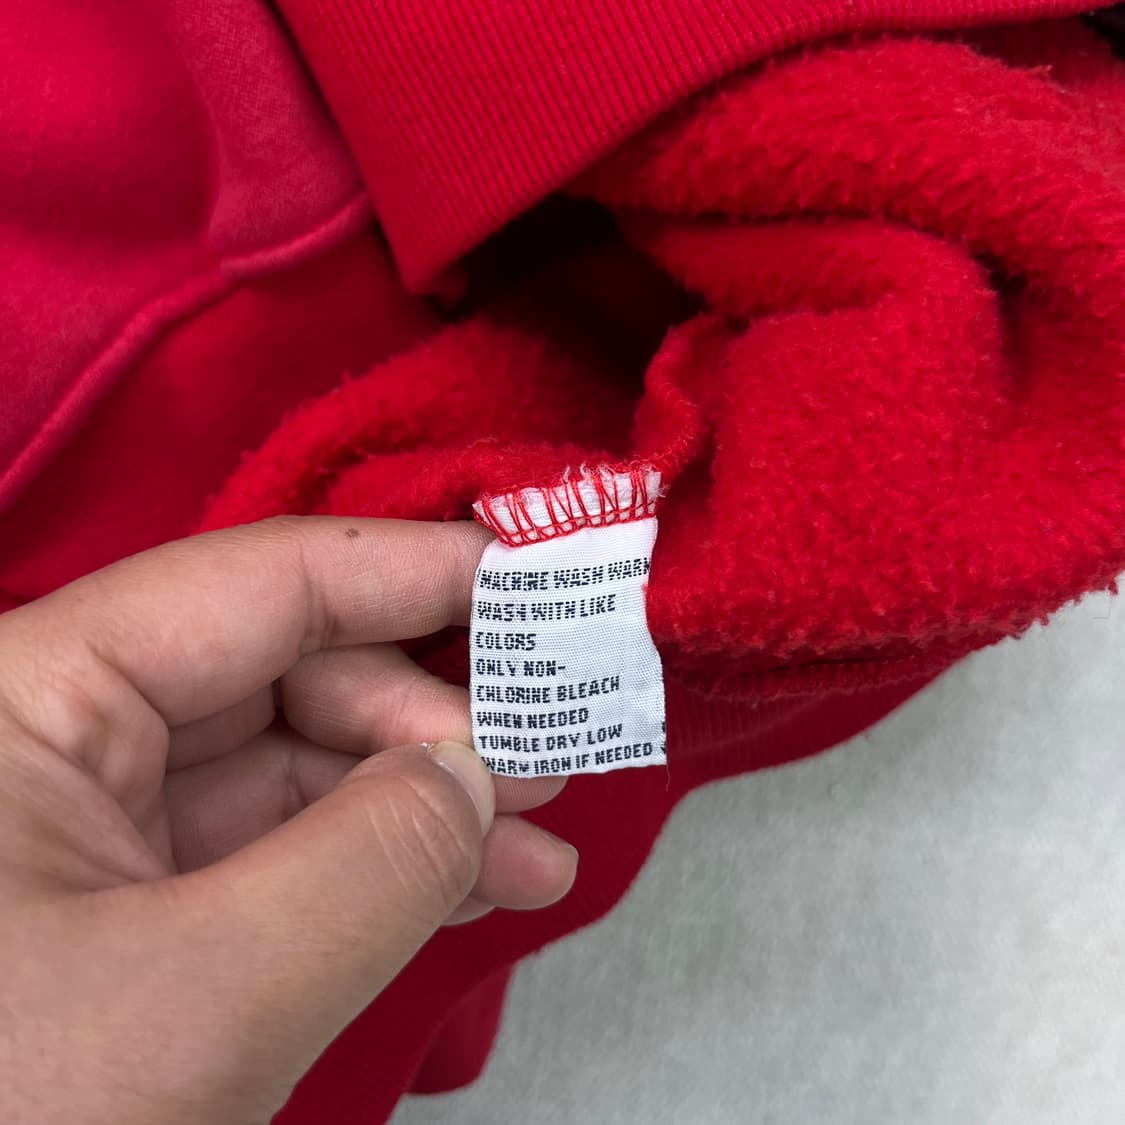 MACHINE WASH WARM
WASH WITH LIKE
COLORS
ONLY NON-
CHLORINE BLEACH
WHEN NEEDED
TUMBLE DRY LOW
WARM IRON IF NEEDED